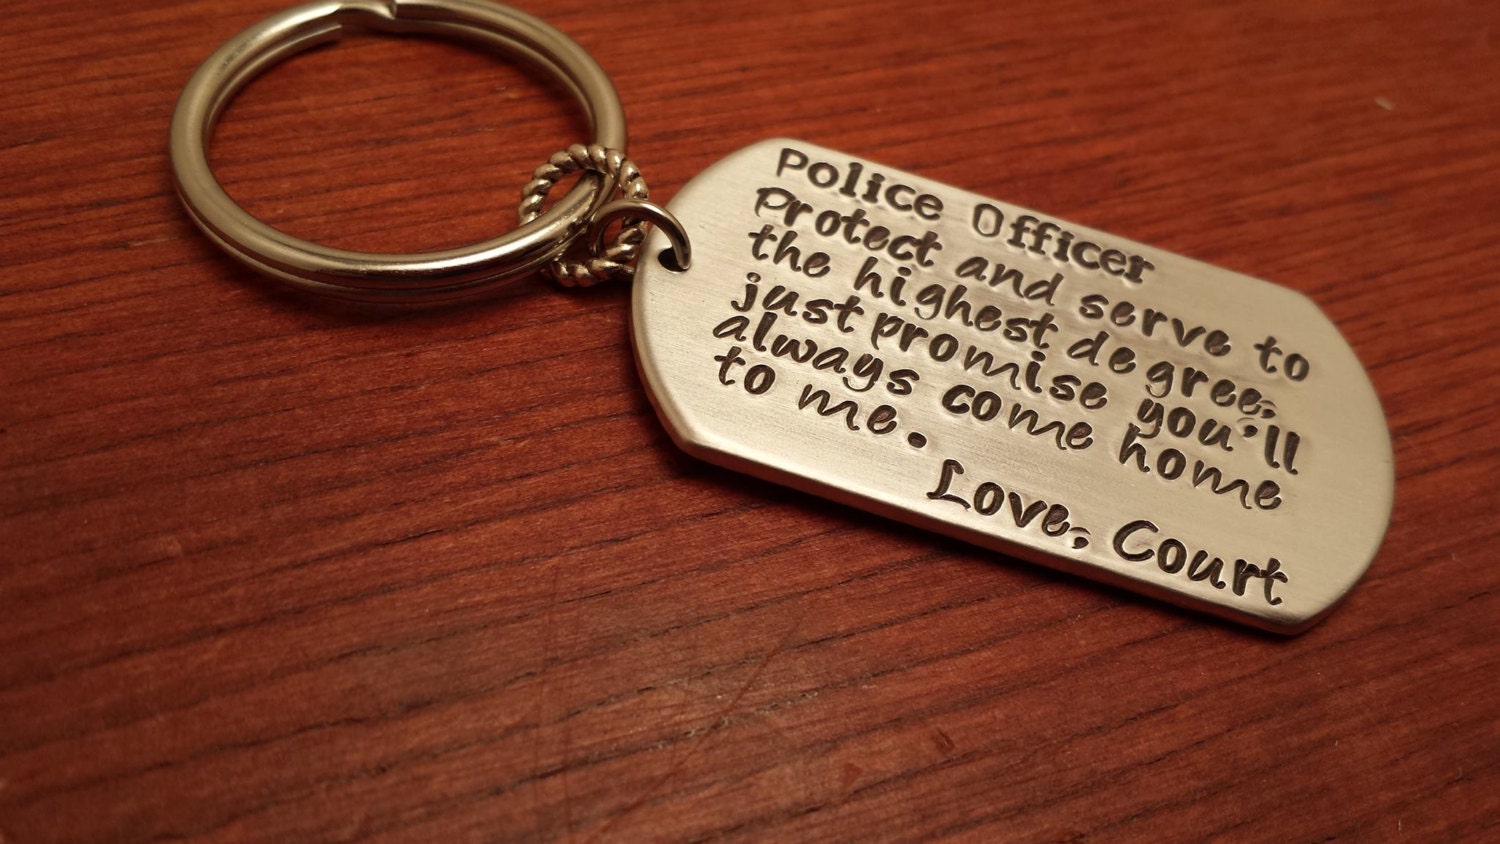 Police Officer
Protect and serve to
the highest degree,
just promise you'll
always come home
to me.
Love, Court